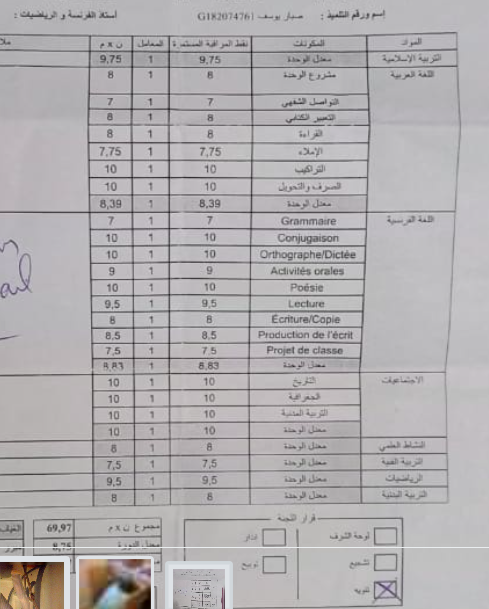 إسم ورقم التلميذ : صبار يوسف G182074761 أستاذ الفرنسة و الرياضيات :
المواد المكونات نقط المراقبة المستمرة المعامل ن x م
التربية الإسلامية معدل الوحدة 9,75 1 9,75
اللغة العربية مشروع الوحدة 8 1 8
التواصل الشفهي 7 1 7
التعبير الكتابي 8 1 8
القراءة 8 1 8
الإملاء 7,75 1 7,75
التراكيب 10 1 10
الصرف والتحويل 10 1 10
معدل الوحدة 8,39 1 8,39
اللغة الفرنسية Grammaire 7 1 7
Conjugaison 10 1 10
Orthographe/Dictée 10 1 10
Activités orales 9 1 9
Poésie 10 1 10
Lecture 9,5 1 9,5
Écriture/Copie 8 1 8
Production de l'écrit 8,5 1 8,5
Projet de classe 7,5 1 7,5
معدل الوحدة 8,83 1 8,83
الاجتماعيات التاريخ 10 1 10
الجغرافية 10 1 10
التربية المدنية 10 1 10
معدل الوحدة 10 1 10
النشاط العلمي معدل الوحدة 8 1 8
التربية الفنية معدل الوحدة 7,5 1 7,5
الرياضيات معدل الوحدة 9,5 1 9,5
التربية البدنية معدل الوحدة 8 1 8
قرار اللجنة
لوحة الشرف انذار
تشجيع توبيخ
تنويه
مجموع ن x م 69,97
معدل الدورة 8,75